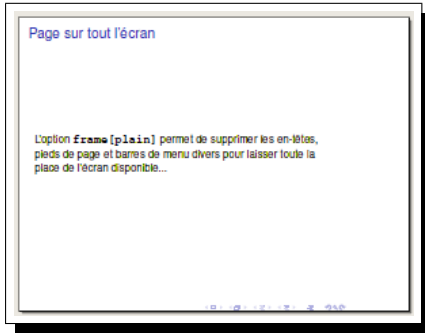 Page sur tout l'écran
L'option frame[plain] permet de supprimer les en-têtes,
pieds de page et barres de menu divers pour laisser toute la
place de l'écran disponible...